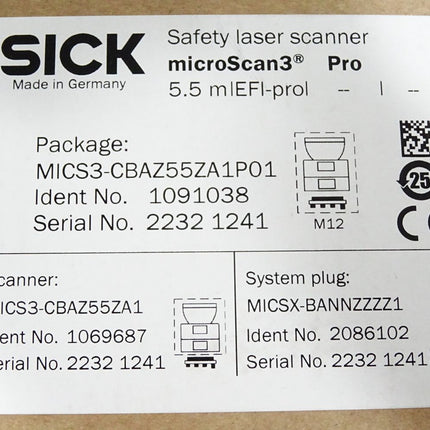 SICK
Made in Germany
Safety laser scanner
microScan3® Pro
5.5 m|EFI-pro| -- | --
Package:
MICS3-CBAZ55ZA1P01
Ident No. 1091038
Serial No. 2232 1241
M12
25
CE
canner:
ICS3-CBAZ55ZA1
ent No. 1069687
erial No. 2232 1241
System plug:
MICSX-BANNZZZZ1
Ident No. 2086102
Serial No. 2232 1241